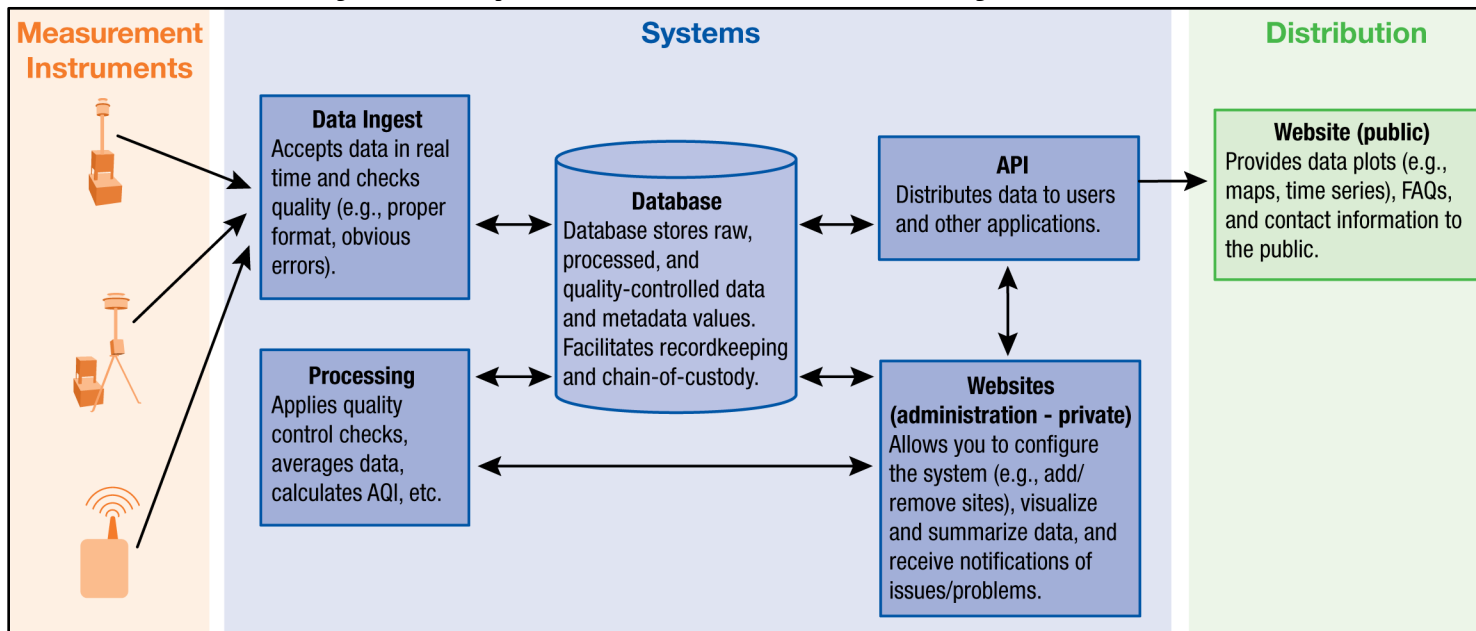 Measurement
Instruments
Systems
Distribution
Data Ingest
Accepts data in real
time and checks
quality (e.g., proper
format, obvious
errors).
Processing
Applies quality
control checks,
averages data,
calculates AQI, etc.
Database
Database stores raw,
processed, and
quality-controlled data
and metadata values.
Facilitates recordkeeping
and chain-of-custody.
API
Distributes data to users
and other applications.
Websites
(administration - private)
Allows you to configure
the system (e.g., add/
remove sites), visualize
and summarize data, and
receive notifications of
issues/problems.
Website (public)
Provides data plots (e.g.,
maps, time series), FAQs,
and contact information to
the public.